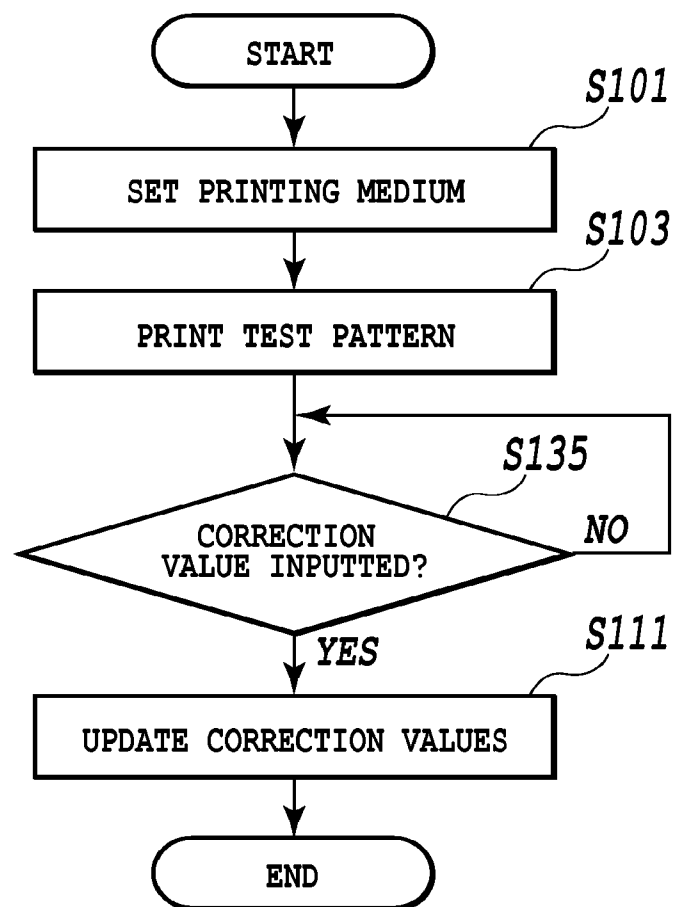 START
S101
SET PRINTING MEDIUM
S103
PRINT TEST PATTERN
S135
CORRECTION
VALUE INPUTTED?
NO
YES
S111
UPDATE CORRECTION VALUES
END